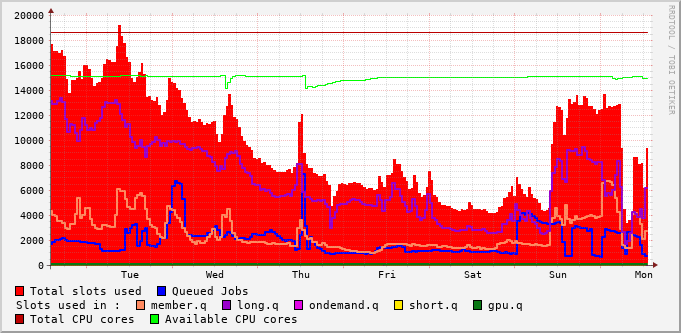 20000
18000
16000
14000
12000
10000
8000
6000
4000
2000
0
Tue Wed Thu Fri Sat Sun Mon
RRDTOOL / TOBI OETIKER
Total slots used Queued Jobs
Slots used in : member.q long.q ondemand.q short.q gpu.q
Total CPU cores Available CPU cores